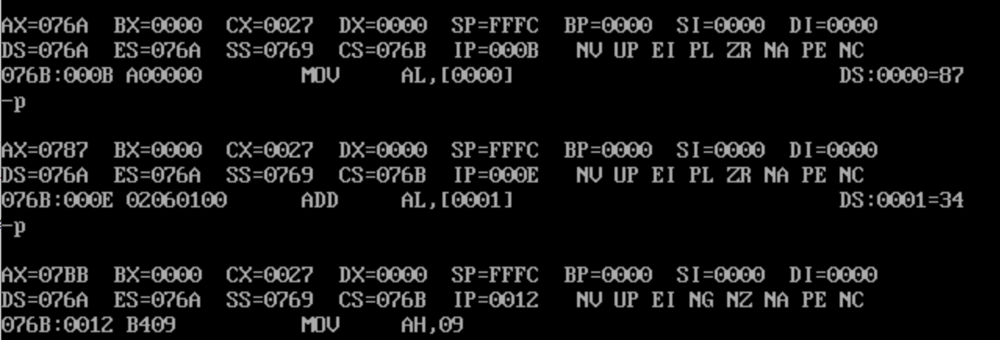 AX=076A  BX=0000  CX=0027  DX=0000  SP=FFFC  BP=0000  SI=0000  DI=0000
DS=076A  ES=076A  SS=0769  CS=076B  IP=000B   NV UP EI PL ZR NA PE NC
076B:000B A00000        MOV     AL,[0000]                          DS:0000=87
-p
AX=0787  BX=0000  CX=0027  DX=0000  SP=FFFC  BP=0000  SI=0000  DI=0000
DS=076A  ES=076A  SS=0769  CS=076B  IP=000E   NV UP EI PL ZR NA PE NC
076B:000E 02060100      ADD     AL,[0001]                          DS:0001=34
-p
AX=07BB  BX=0000  CX=0027  DX=0000  SP=FFFC  BP=0000  SI=0000  DI=0000
DS=076A  ES=076A  SS=0769  CS=076B  IP=0012   NV UP EI NG NZ NA PE NC
076B:0012 B409          MOV     AH,09